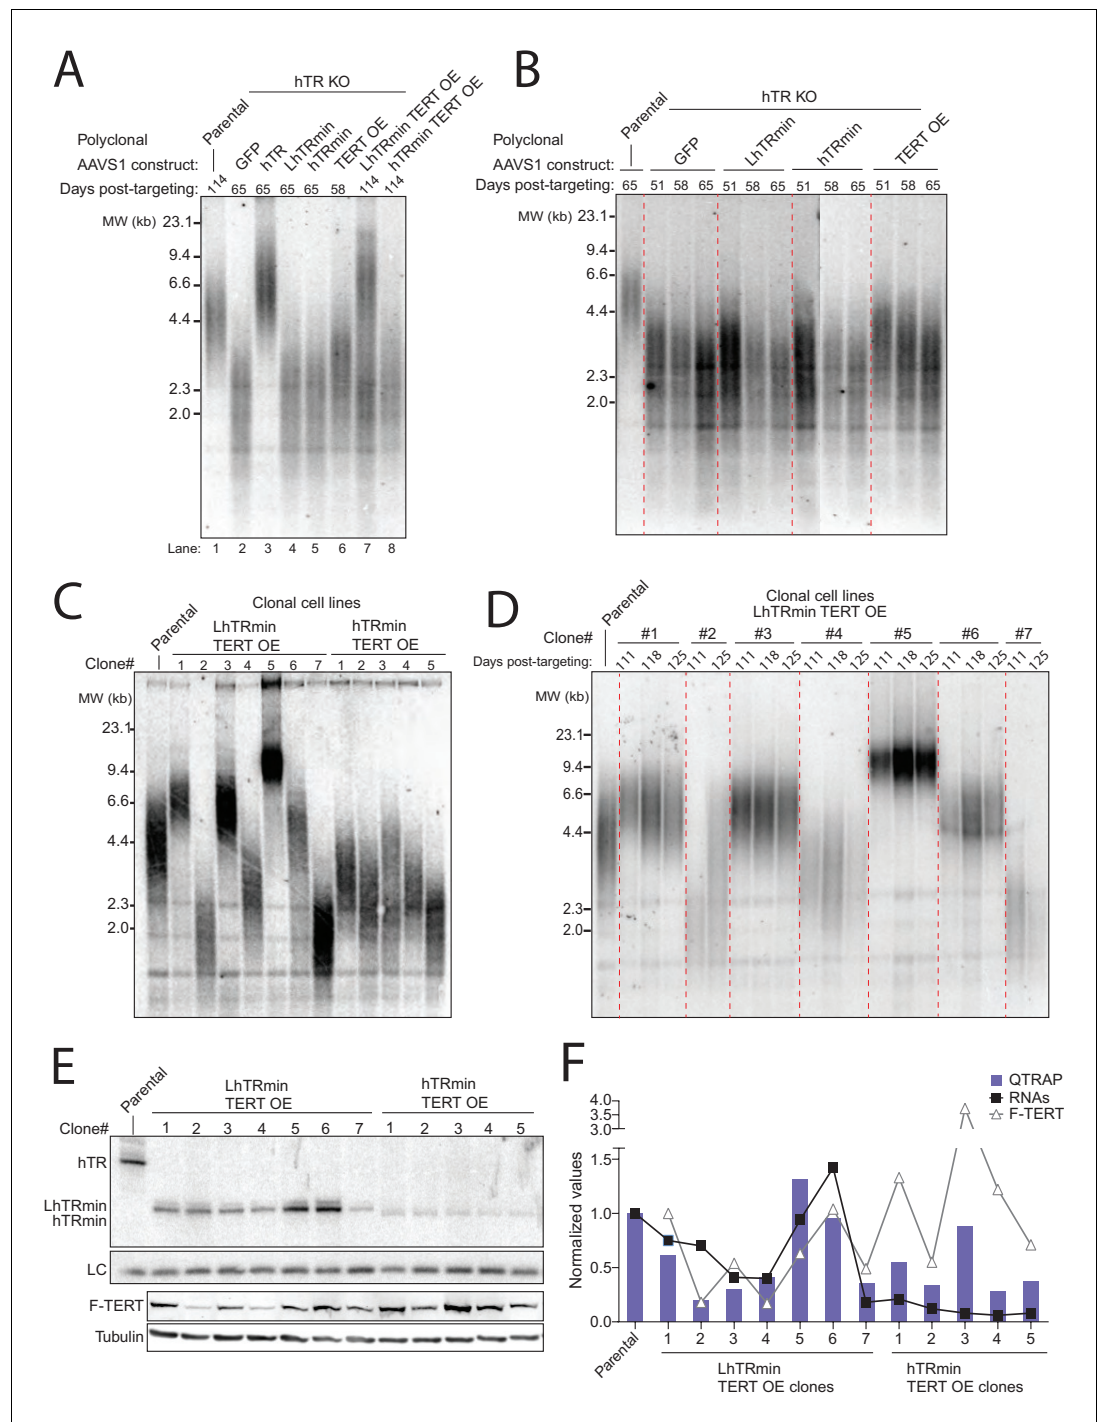 A
hTR KO
Polyclonal
AAVS1 construct:
Parental
GFP
hTR
LhTRmin
hTRmin
TERT OE
LhTRmin TERT OE
hTRmin TERT OE
Days post-targeting: 114 65 65 65 65 58 114 114
MW (kb)
23.1
9.4
6.6
4.4
2.3
2.0
Lane: 1 2 3 4 5 6 7 8
B
hTR KO
Polyclonal
AAVS1 construct:
Parental
GFP
LhTRmin
hTRmin
TERT OE
Days post-targeting: 65 51 58 65 51 58 65 51 58 65 51 58 65
MW (kb)
23.1
9.4
6.6
4.4
2.3
2.0
C
Clonal cell lines
Parental
LhTRmin
TERT OE
hTRmin
TERT OE
Clone# 1 2 3 4 5 6 7 1 2 3 4 5
MW (kb)
23.1
9.4
6.6
4.4
2.3
2.0
D
Clonal cell lines
LhTRmin TERT OE
Parental
Clone# #1 #2 #3 #4 #5 #6 #7
Days post-targeting: 111 118 125 111 125 111 118 125 111 125 111 118 125 111 118 125 111 125
MW (kb)
23.1
9.4
6.6
4.4
2.3
2.0
E
Parental
LhTRmin
TERT OE
hTRmin
TERT OE
Clone# 1 2 3 4 5 6 7 1 2 3 4 5
hTR
LhTRmin
hTRmin
LC
F-TERT
Tubulin
F
QTRAP
RNAs
F-TERT
4.0
3.5
3.0
1.5
1.0
0.5
0.0
Normalized values
Parental 1 2 3 4 5 6 7 1 2 3 4 5
LhTRmin
TERT OE clones
hTRmin
TERT OE clones